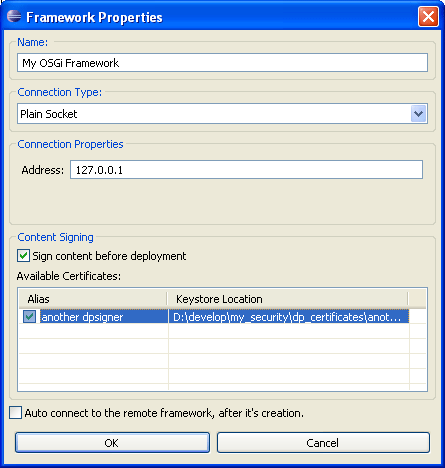 Framework Properties
Name:
My OSGi Framework
Connection Type:
Plain Socket
Connection Properties
Address: 127.0.0.1
Content Signing
Sign content before deployment
Available Certificates:
Alias Keystore Location
another dpsigner D:\develop\my_security\dp_certificates\anot...
Auto connect to the remote framework, after it's creation.
OK Cancel